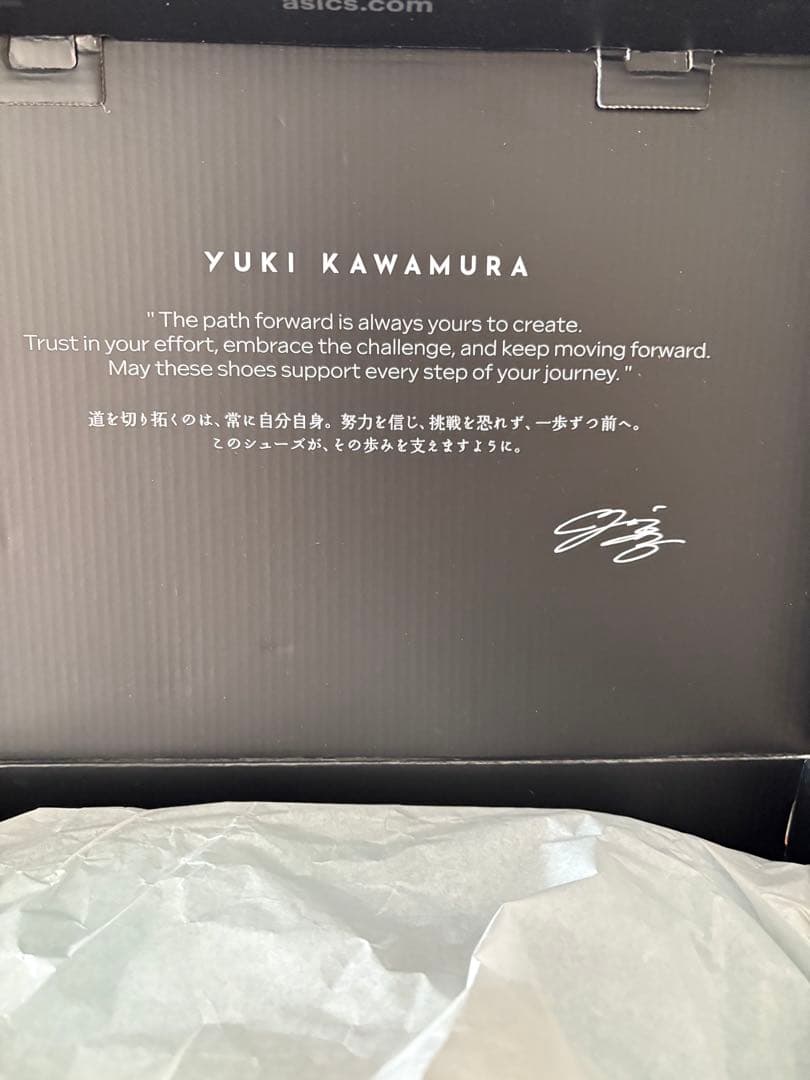 asics.com
YUKI KAWAMURA
" The path forward is always yours to create.
Trust in your effort, embrace the challenge, and keep moving forward.
May these shoes support every step of your journey. "
道を切り拓くのは、常に自分自身。努力を信じ、挑戦を恐れず、一歩ずつ前へ。
このシューズが、その歩みを支えますように。